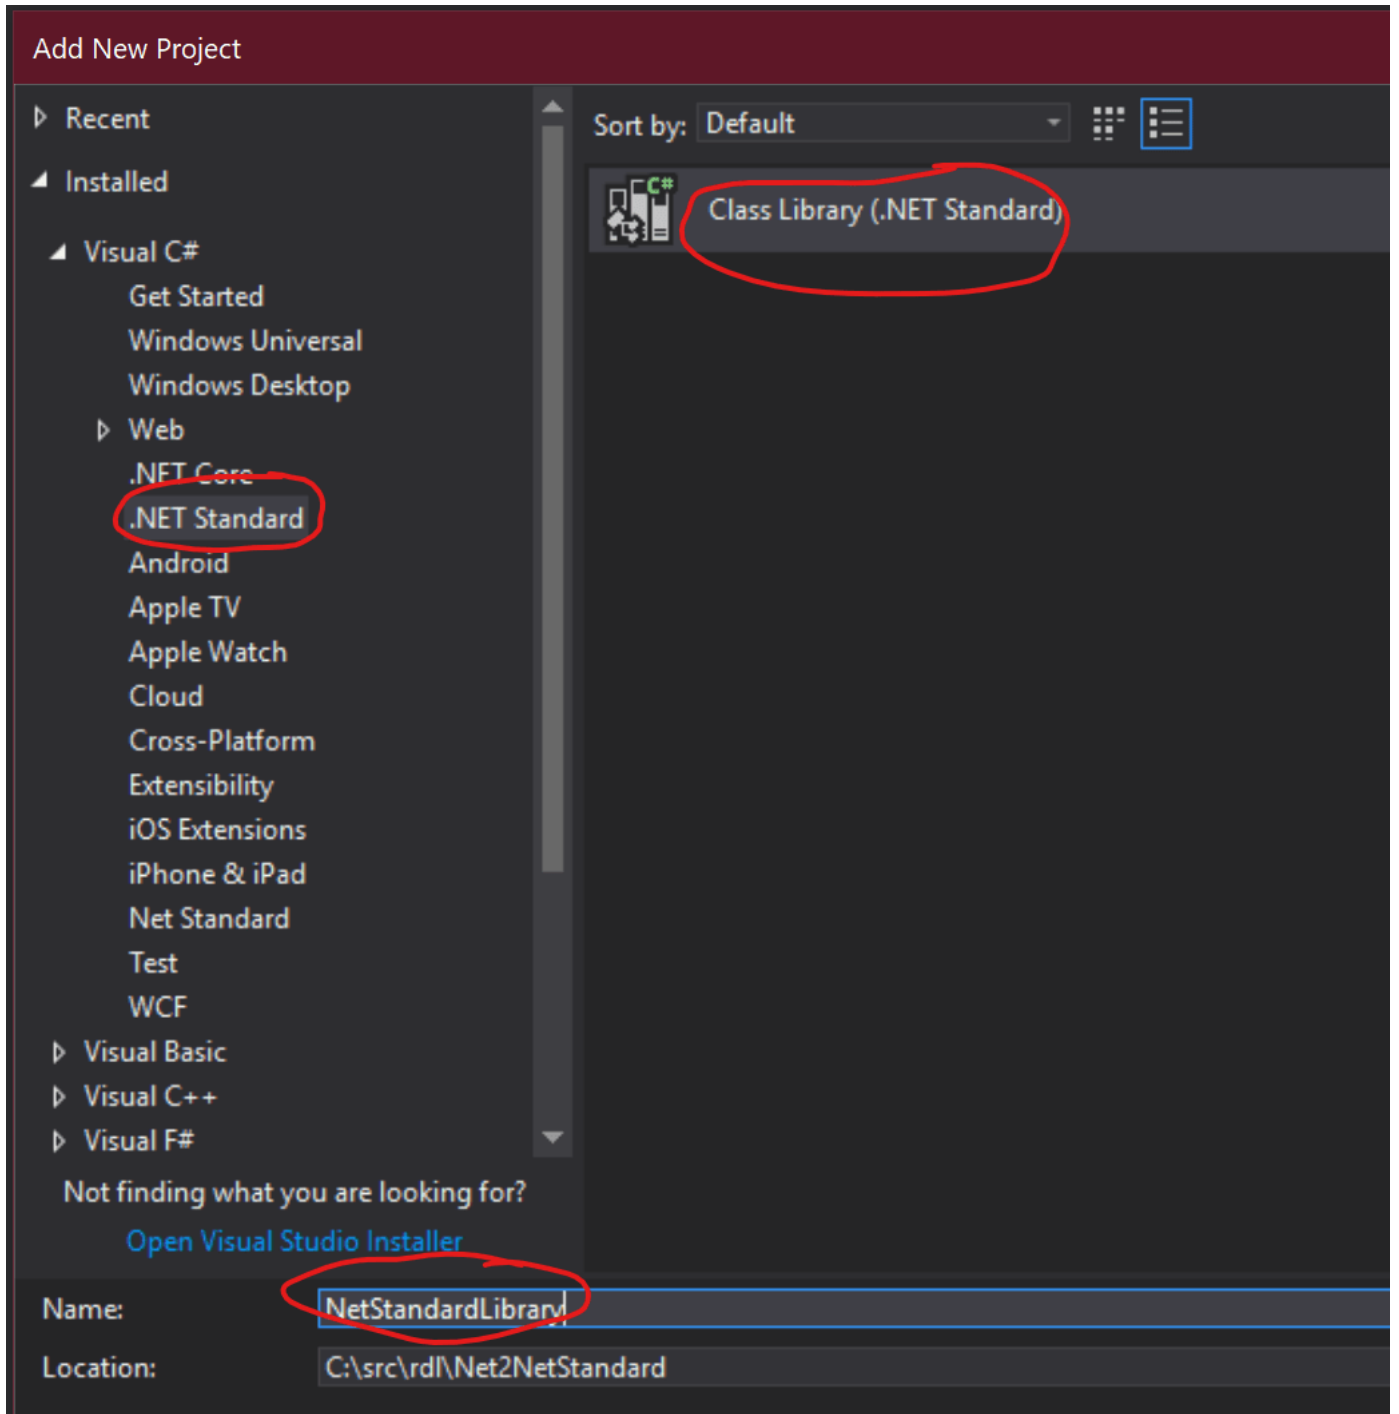 Add New Project
Recent
Installed
Visual C#
Get Started
Windows Universal
Windows Desktop
Web
.NET Core
.NET Standard
Android
Apple TV
Apple Watch
Cloud
Cross-Platform
Extensibility
iOS Extensions
iPhone & iPad
Net Standard
Test
WCF
Visual Basic
Visual C++
Visual F#
Not finding what you are looking for?
Open Visual Studio Installer
Sort by: Default
C#
Class Library (.NET Standard)
Name: NetStandardLibrary
Location: C:\src\rdl\Net2NetStandard